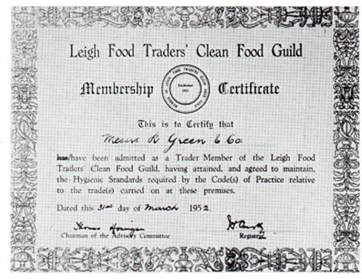 Leigh Food Traders' Clean Food Guild
Membership Certificate
This is to Certify that
Messrs R Green & Co
has/have been admitted as a Trader Member of the Leigh Food
Traders' Clean Food Guild, having attained, and agreed to maintain,
the Hygienic Standards required by the Code(s) of Practice relative
to the trade(s) carried on at these premises.
Dated this 31st day of March 1952.
Chairman of the Advisory Committee
Registrar